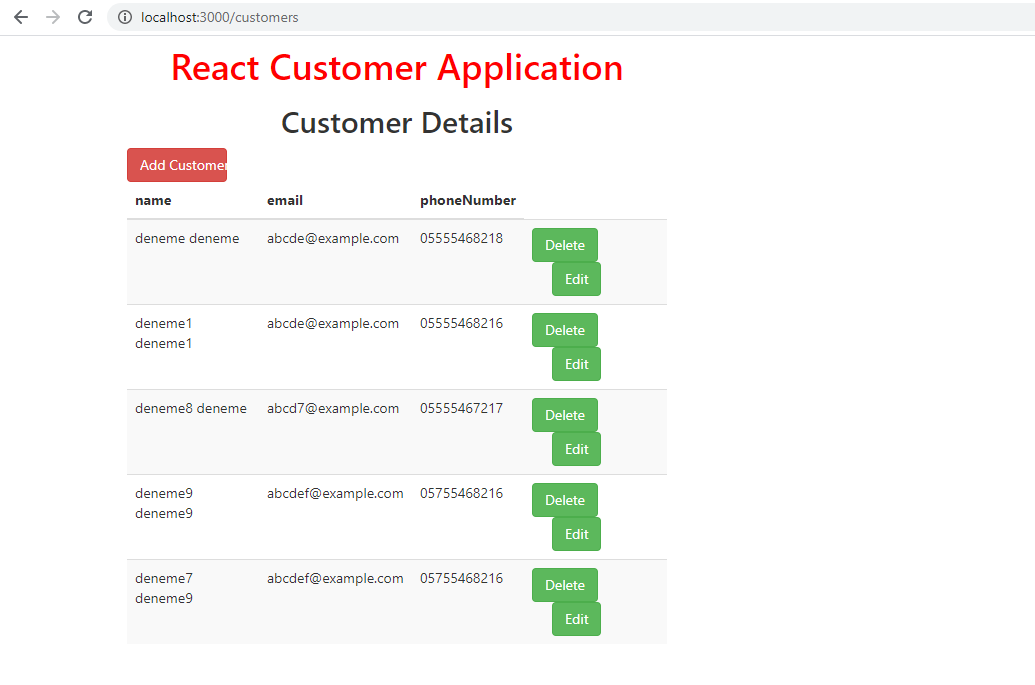 localhost:3000/customers
React Customer Application
Customer Details
Add Customer
name email phoneNumber
deneme deneme abcde@example.com 05555468218 Delete
Edit
deneme1 abcde@example.com 05555468216 Delete
deneme1
Edit
deneme8 deneme abcd7@example.com 05555467217 Delete
Edit
deneme9 abcdef@example.com 05755468216 Delete
deneme9
Edit
deneme7 abcdef@example.com 05755468216 Delete
deneme9
Edit